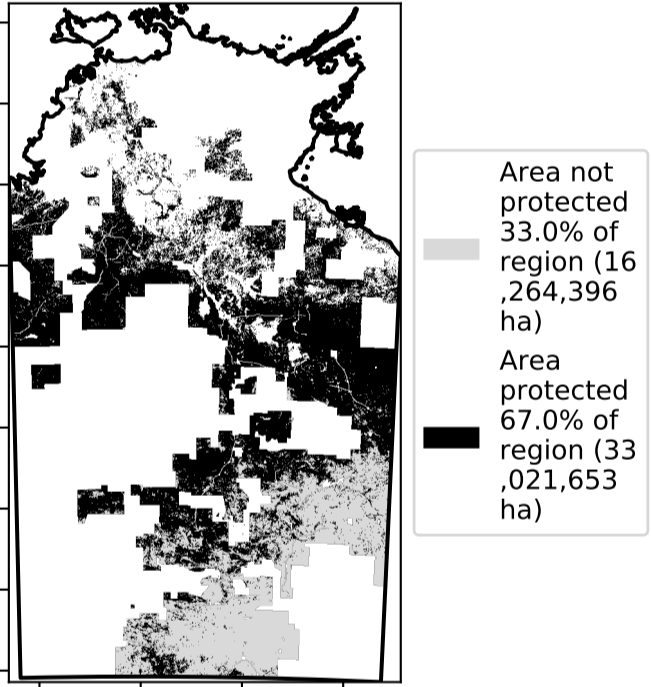 Area not
protected
33.0% of
region (16
,264,396
ha)
Area
protected
67.0% of
region (33
,021,653
ha)